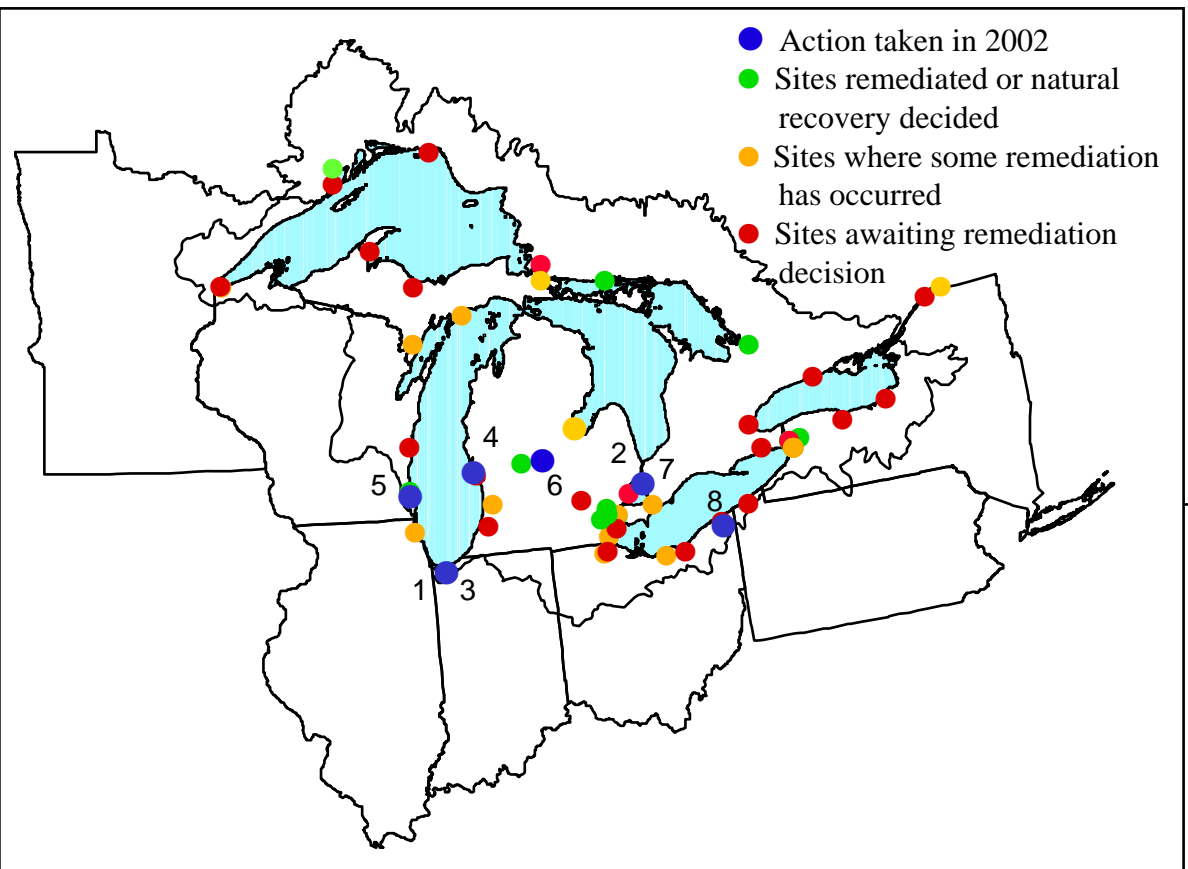 Action taken in 2002
Sites remediated or natural
recovery decided
Sites where some remediation
has occurred
Sites awaiting remediation
decision
4
2
7
5
6
8
1
3